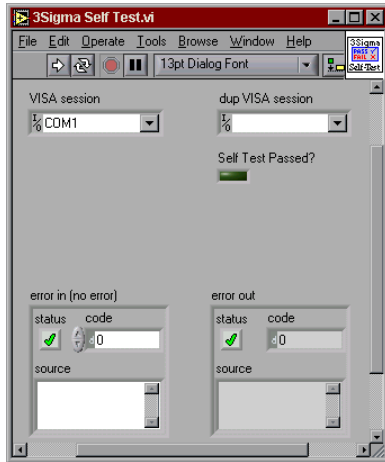 3Sigma Self Test.vi
File Edit Operate Tools Browse Window Help
13pt Dialog Font
3Sigma
PASS √
FAIL X
Self-Test
VISA session
dup VISA session
I/O COM1
I/O
Self Test Passed?
error in (no error)
error out
status code
status code
d 0
d 0
source
source